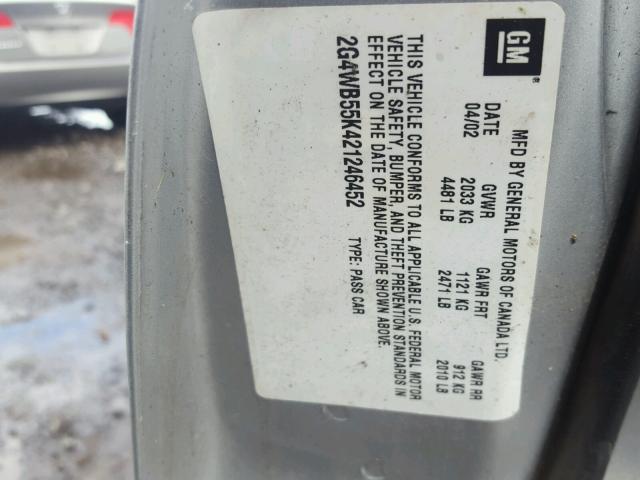 GM
MFD BY GENERAL MOTORS OF CANADA LTD.
DATE GVWR GAWR FRT GAWR RR
04/02 2033 KG 1121 KG 912 KG
4481 LB 2471 LB 2010 LB
THIS VEHICLE CONFORMS TO ALL APPLICABLE U.S. FEDERAL MOTOR
VEHICLE SAFETY, BUMPER, AND THEFT PREVENTION STANDARDS IN
EFFECT ON THE DATE OF MANUFACTURE SHOWN ABOVE.
2G4WB55K421246452 TYPE: PASS CAR